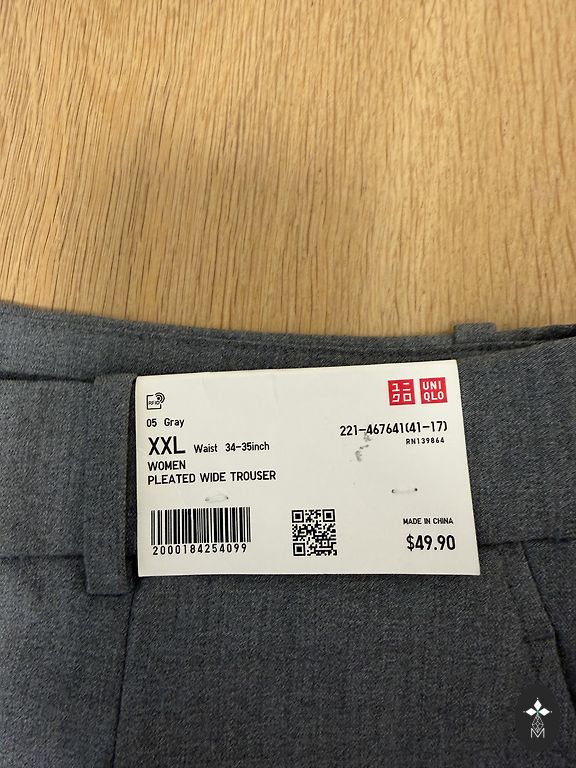 ユニ
クロ
UNI
QLO
RFID
05 Gray
221-467641(41-17)
XXL Waist 34-35inch
RN139864
WOMEN
PLEATED WIDE TROUSER
MADE IN CHINA
2000184254099
$49.90
M